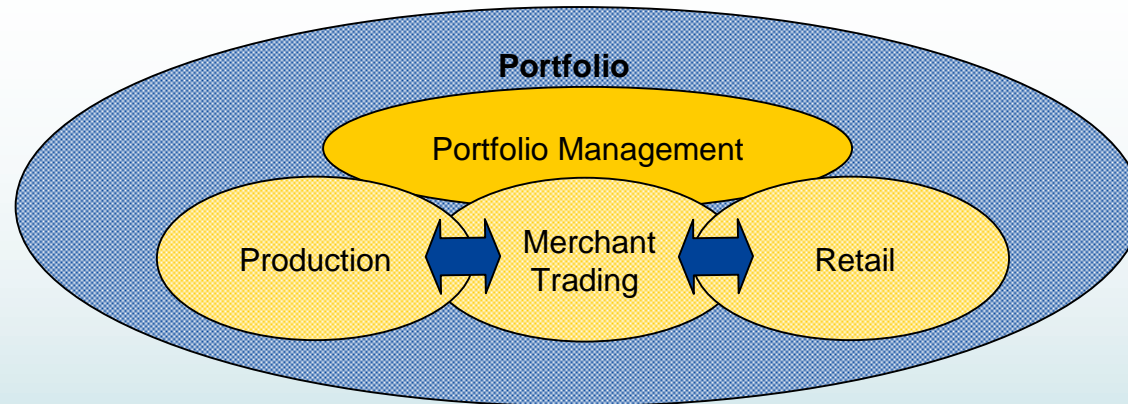 Portfolio
Portfolio Management
Production
Merchant
Trading
Retail